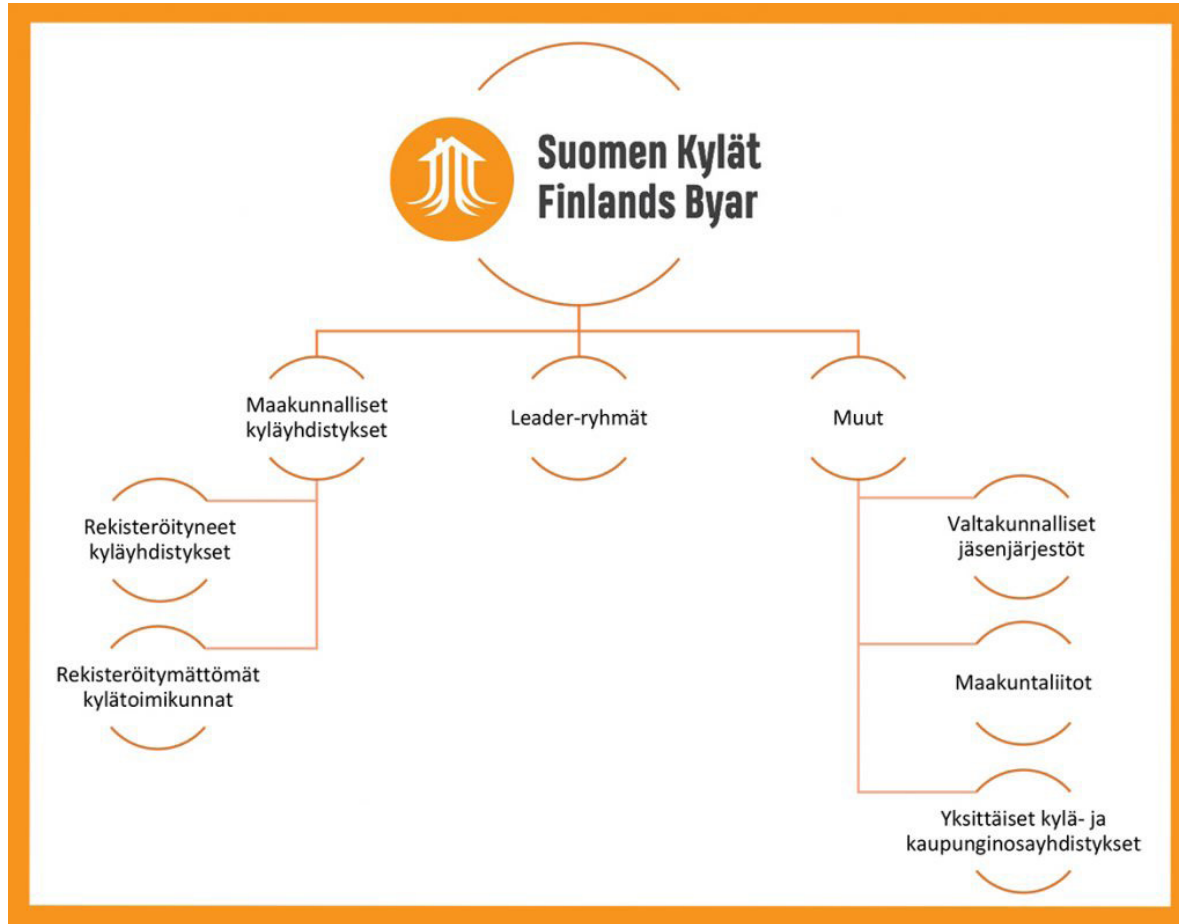 Suomen Kylät
Finlands Byar
Maakunnalliset
kyläyhdistykset
Leader-ryhmät
Muut
Rekisteröityneet
kyläyhdistykset
Rekisteröitymättömät
kylätoimikunnat
Valtakunnalliset
jäsenjärjestöt
Maakuntaliitot
Yksittäiset kylä- ja
kaupunginosayhdistykset